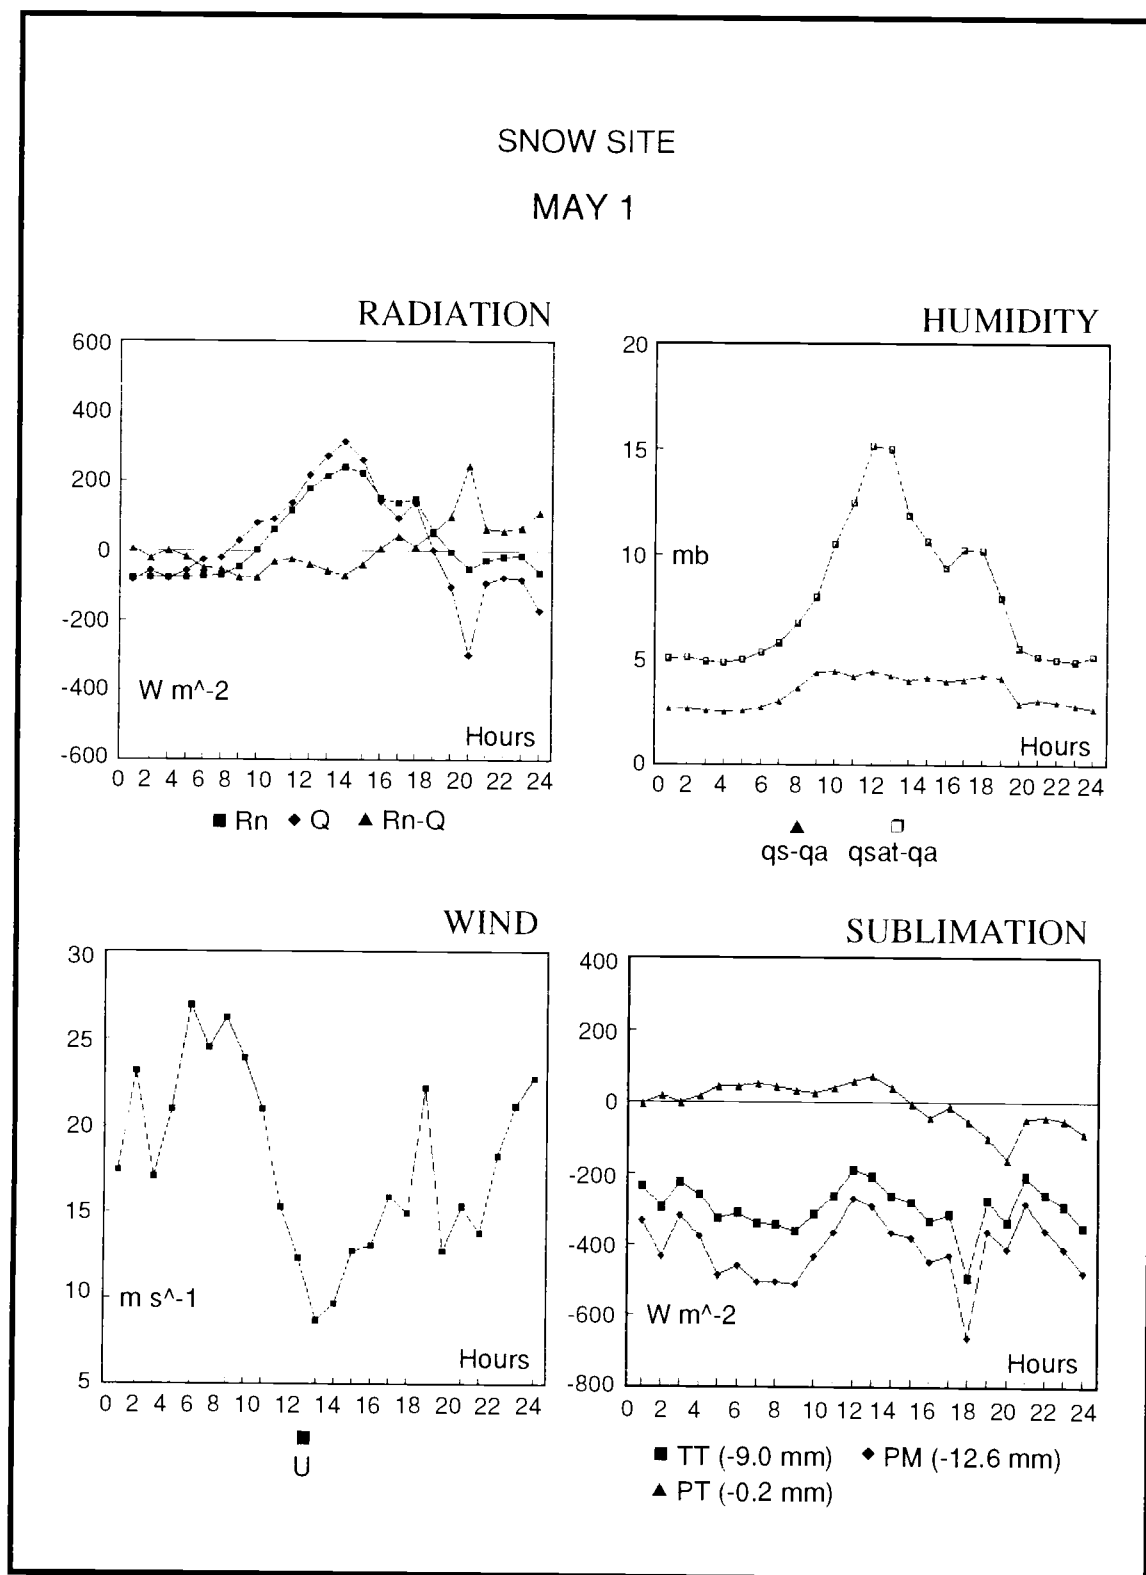 SNOW SITE
MAY 1
RADIATION
600
400
200
0
-200
-400
-600
W m^-2
Hours
0 2 4 6 8 10 12 14 16 18 20 22 24
Rn Q Rn-Q
HUMIDITY
20
15
10
5
0
mb
Hours
0 2 4 6 8 10 12 14 16 18 20 22 24
qs-qa qsat-qa
WIND
30
25
20
15
10
5
m s^-1
Hours
0 2 4 6 8 10 12 14 16 18 20 22 24
U
SUBLIMATION
400
200
0
-200
-400
-600
-800
W m^-2
Hours
0 2 4 6 8 10 12 14 16 18 20 22 24
TT (-9.0 mm) PM (-12.6 mm)
PT (-0.2 mm)